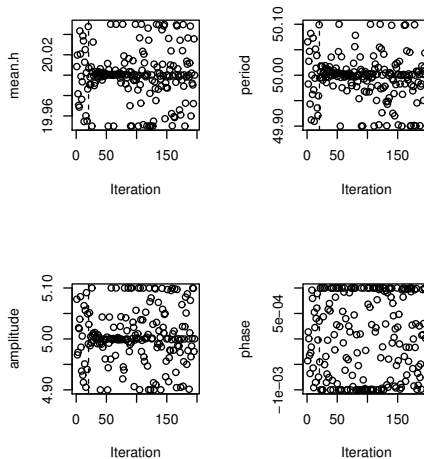 mean.h
19.96
20.02
0
50
150
Iteration
period
49.90
50.00
50.10
0
50
150
Iteration
amplitude
4.90
5.00
5.10
0
50
150
Iteration
phase
−1e−03
5e−04
0
50
150
Iteration